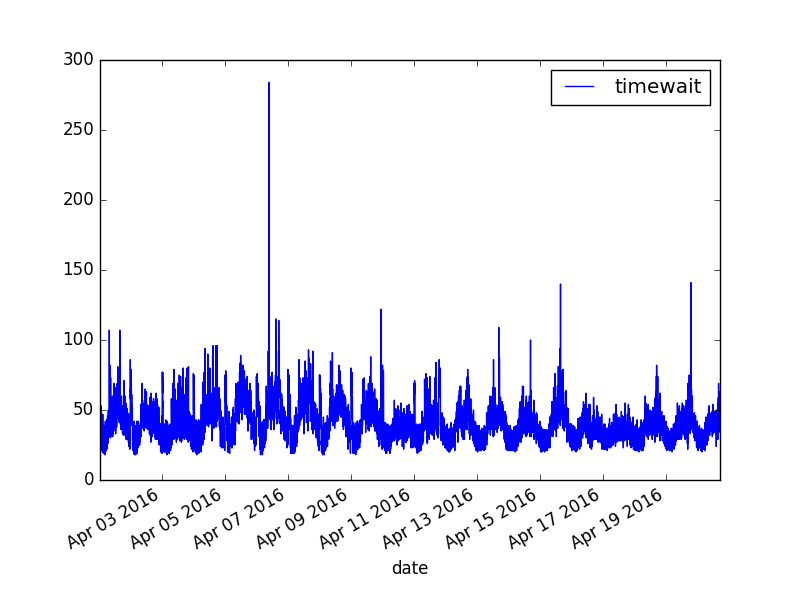 300
timewait
250
200
150
100
50
0
Apr 03 2016
Apr 05 2016
Apr 07 2016
Apr 09 2016
Apr 11 2016
Apr 13 2016
Apr 15 2016
Apr 17 2016
Apr 19 2016
date